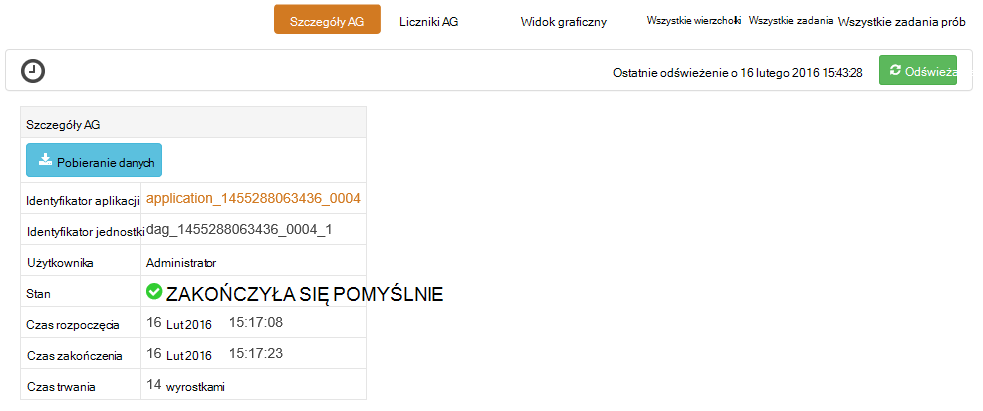 Szczegóły AG Liczniki AG Widok graficzny Wszystkie wierzchołki Wszystkie zadania Wszystkie zadania prób
Ostatnie odświeżenie o 16 lutego 2016 15:43:28 Odświeża
Szczegóły AG
Pobieranie danych
Identyfikator aplikacji application_1455288063436_0004
Identyfikator jednostki dag_1455288063436_0004_1
Użytkownika Administrator
Stan ZAKOŃCZYŁA SIĘ POMYŚLNIE
Czas rozpoczęcia 16 Lut 2016 15:17:08
Czas zakończenia 16 Lut 2016 15:17:23
Czas trwania 14 wyrostkami